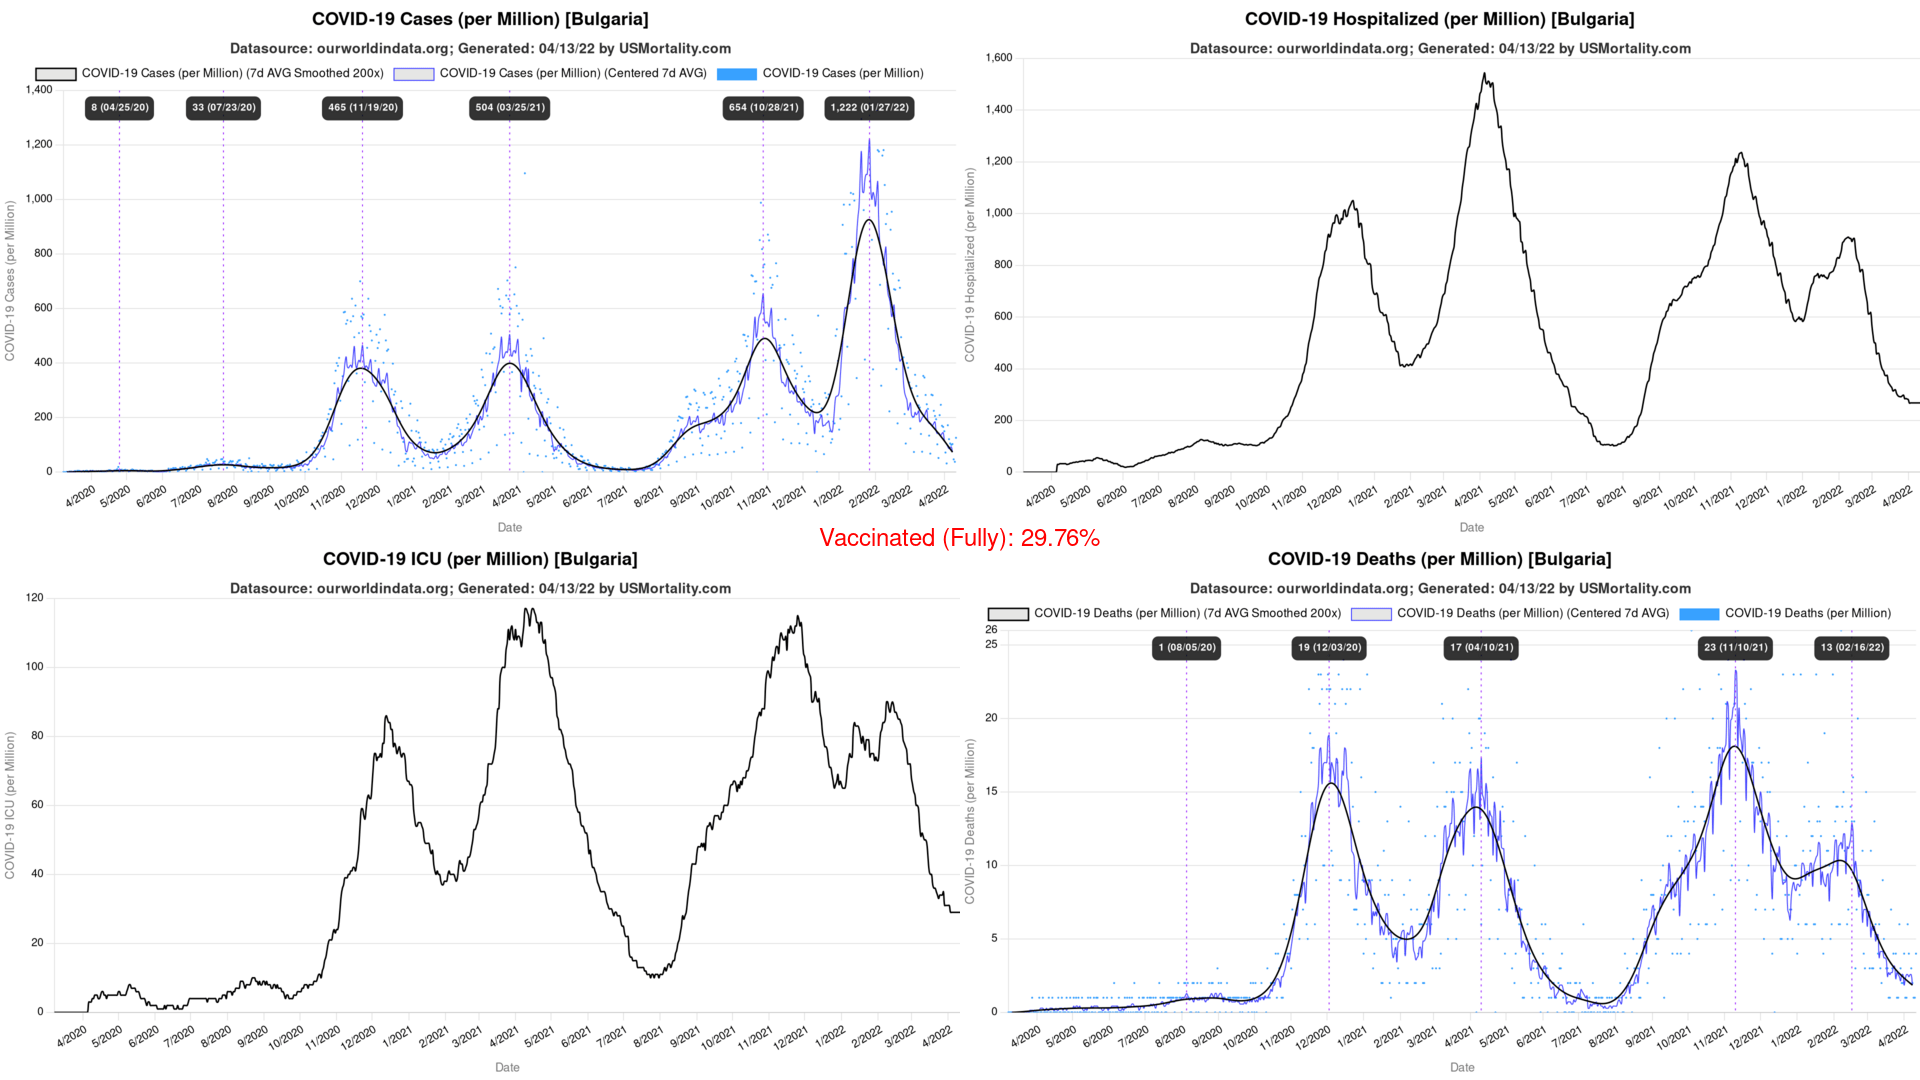 COVID-19 Cases (per Million) [Bulgaria]
Datasource: ourworldindata.org; Generated: 04/13/22 by USMortality.com
COVID-19 Cases (per Million) (7d AVG Smoothed 200x) COVID-19 Cases (per Million) (Centered 7d AVG) COVID-19 Cases (per Million)
8 (04/25/20) 33 (07/23/20) 465 (11/19/20) 504 (03/25/21) 654 (10/28/21) 1,222 (01/27/22)
1,400
1,200
1,000
800
600
400
200
0
COVID-19 Cases (per Million)
4/2020 5/2020 6/2020 7/2020 8/2020 9/2020 10/2020 11/2020 12/2020 1/2021 2/2021 3/2021 4/2021 5/2021 6/2021 7/2021 8/2021 9/2021 10/2021 11/2021 12/2021 1/2022 2/2022 3/2022 4/2022
Date
COVID-19 Hospitalized (per Million) [Bulgaria]
Datasource: ourworldindata.org; Generated: 04/13/22 by USMortality.com
1,600
1,400
1,200
1,000
800
600
400
200
0
COVID-19 Hospitalized (per Million)
4/2020 5/2020 6/2020 7/2020 8/2020 9/2020 10/2020 11/2020 12/2020 1/2021 2/2021 3/2021 4/2021 5/2021 6/2021 7/2021 8/2021 9/2021 10/2021 11/2021 12/2021 1/2022 2/2022 3/2022 4/2022
Date
Vaccinated (Fully): 29.76%
COVID-19 ICU (per Million) [Bulgaria]
Datasource: ourworldindata.org; Generated: 04/13/22 by USMortality.com
120
100
80
60
40
20
0
COVID-19 ICU (per Million)
4/2020 5/2020 6/2020 7/2020 8/2020 9/2020 10/2020 11/2020 12/2020 1/2021 2/2021 3/2021 4/2021 5/2021 6/2021 7/2021 8/2021 9/2021 10/2021 11/2021 12/2021 1/2022 2/2022 3/2022 4/2022
Date
COVID-19 Deaths (per Million) [Bulgaria]
Datasource: ourworldindata.org; Generated: 04/13/22 by USMortality.com
COVID-19 Deaths (per Million) (7d AVG Smoothed 200x) COVID-19 Deaths (per Million) (Centered 7d AVG) COVID-19 Deaths (per Million)
1 (08/05/20) 19 (12/03/20) 17 (04/10/21) 23 (11/10/21) 13 (02/16/22)
26
25
20
15
10
5
0
COVID-19 Deaths (per Million)
4/2020 5/2020 6/2020 7/2020 8/2020 9/2020 10/2020 11/2020 12/2020 1/2021 2/2021 3/2021 4/2021 5/2021 6/2021 7/2021 8/2021 9/2021 10/2021 11/2021 12/2021 1/2022 2/2022 3/2022 4/2022
Date